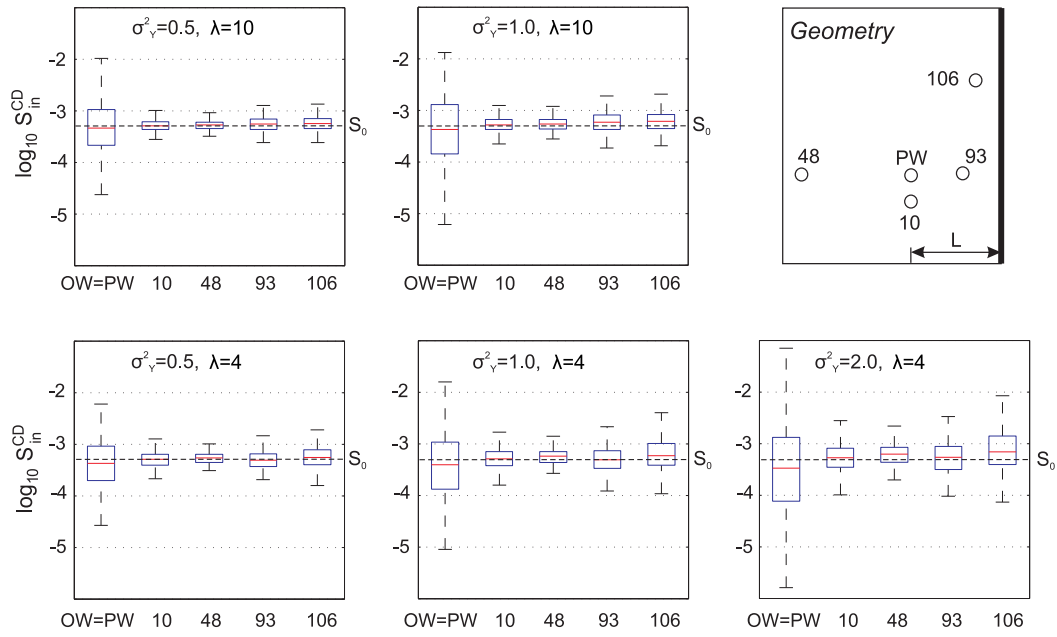 σ²Y=0.5, λ=10
log10 S in CD
-2
-3
-4
-5
S0
OW=PW 10 48 93 106
σ²Y=1.0, λ=10
-2
-3
-4
-5
S0
OW=PW 10 48 93 106
Geometry
106
48
PW
93
10
L
σ²Y=0.5, λ=4
log10 S in CD
-2
-3
-4
-5
S0
OW=PW 10 48 93 106
σ²Y=1.0, λ=4
-2
-3
-4
-5
S0
OW=PW 10 48 93 106
σ²Y=2.0, λ=4
-2
-3
-4
-5
S0
OW=PW 10 48 93 106